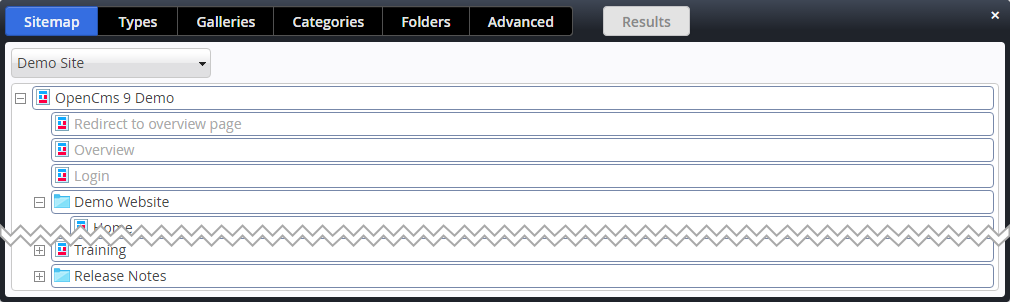 Sitemap Types Galleries Categories Folders Advanced Results
Demo Site
OpenCms 9 Demo
Redirect to overview page
Overview
Login
Demo Website
Home
Training
Release Notes